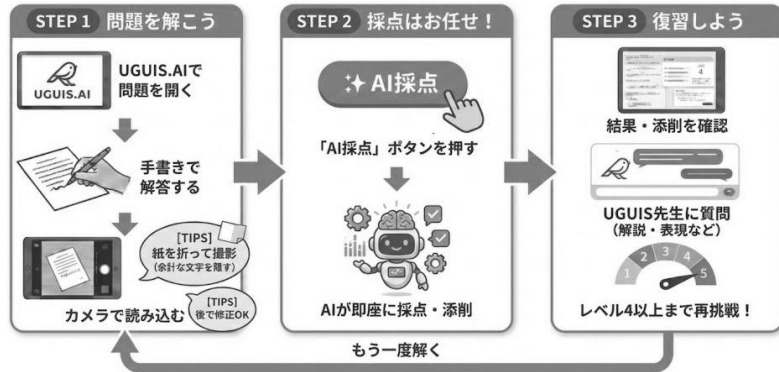 STEP 1 問題を解こう
UGUIS.AI
UGUIS.AIで
問題を開く
手書きで
解答する
[TIPS]
紙を折って撮影
(余計な文字を隠す)
カメラで読み込む
[TIPS]
後で修正OK
STEP 2 採点はお任せ！
AI採点
「AI採点」ボタンを押す
AIが即座に採点・添削
STEP 3 復習しよう
4
結果・添削を確認
UGUIS先生に質問
(解説・表現など)
1 2 3 4 5
レベル4以上まで再挑戦！
もう一度解く